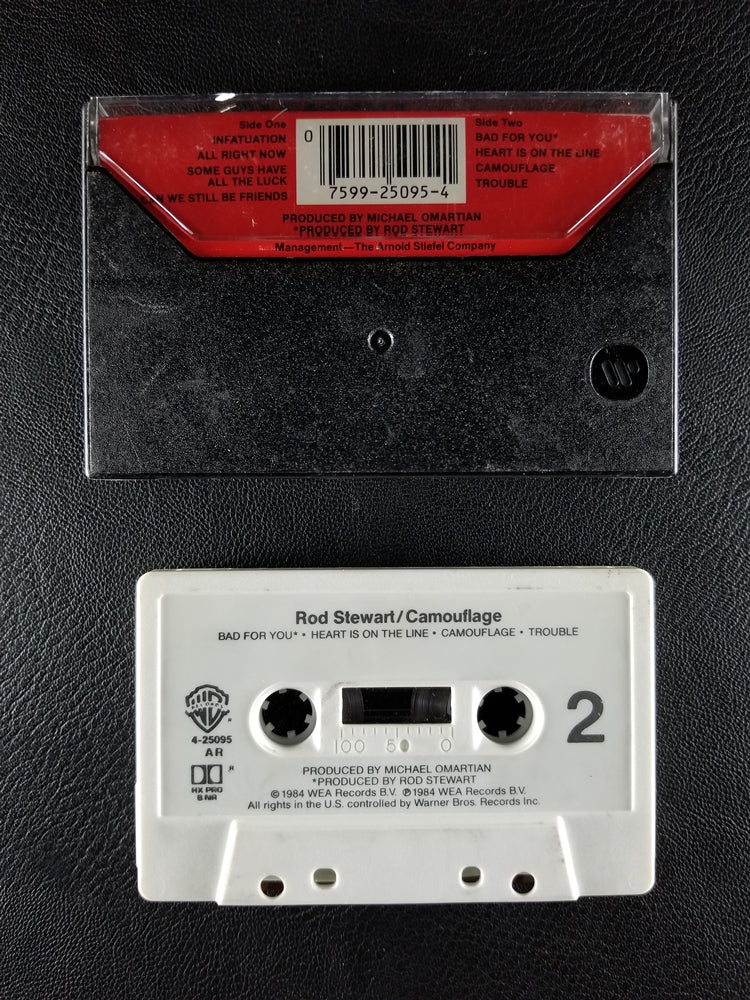 Side One
INFATUATION
ALL RIGHT NOW
SOME GUYS HAVE
ALL THE LUCK
CAN WE STILL BE FRIENDS
0
7599-25095-4
Side Two
BAD FOR YOU*
HEART IS ON THE LINE
CAMOUFLAGE
TROUBLE
PRODUCED BY MICHAEL OMARTIAN
*PRODUCED BY ROD STEWART
Management—The Arnold Stiefel Company
Rod Stewart/Camouflage
BAD FOR YOU* • HEART IS ON THE LINE • CAMOUFLAGE • TROUBLE
RECORDS
4-25095
AR
HX PRO
B NR
100 50 0
2
PRODUCED BY MICHAEL OMARTIAN
*PRODUCED BY ROD STEWART
© 1984 WEA Records B.V. ℗ 1984 WEA Records B.V.
All rights in the U.S. controlled by Warner Bros. Records Inc.